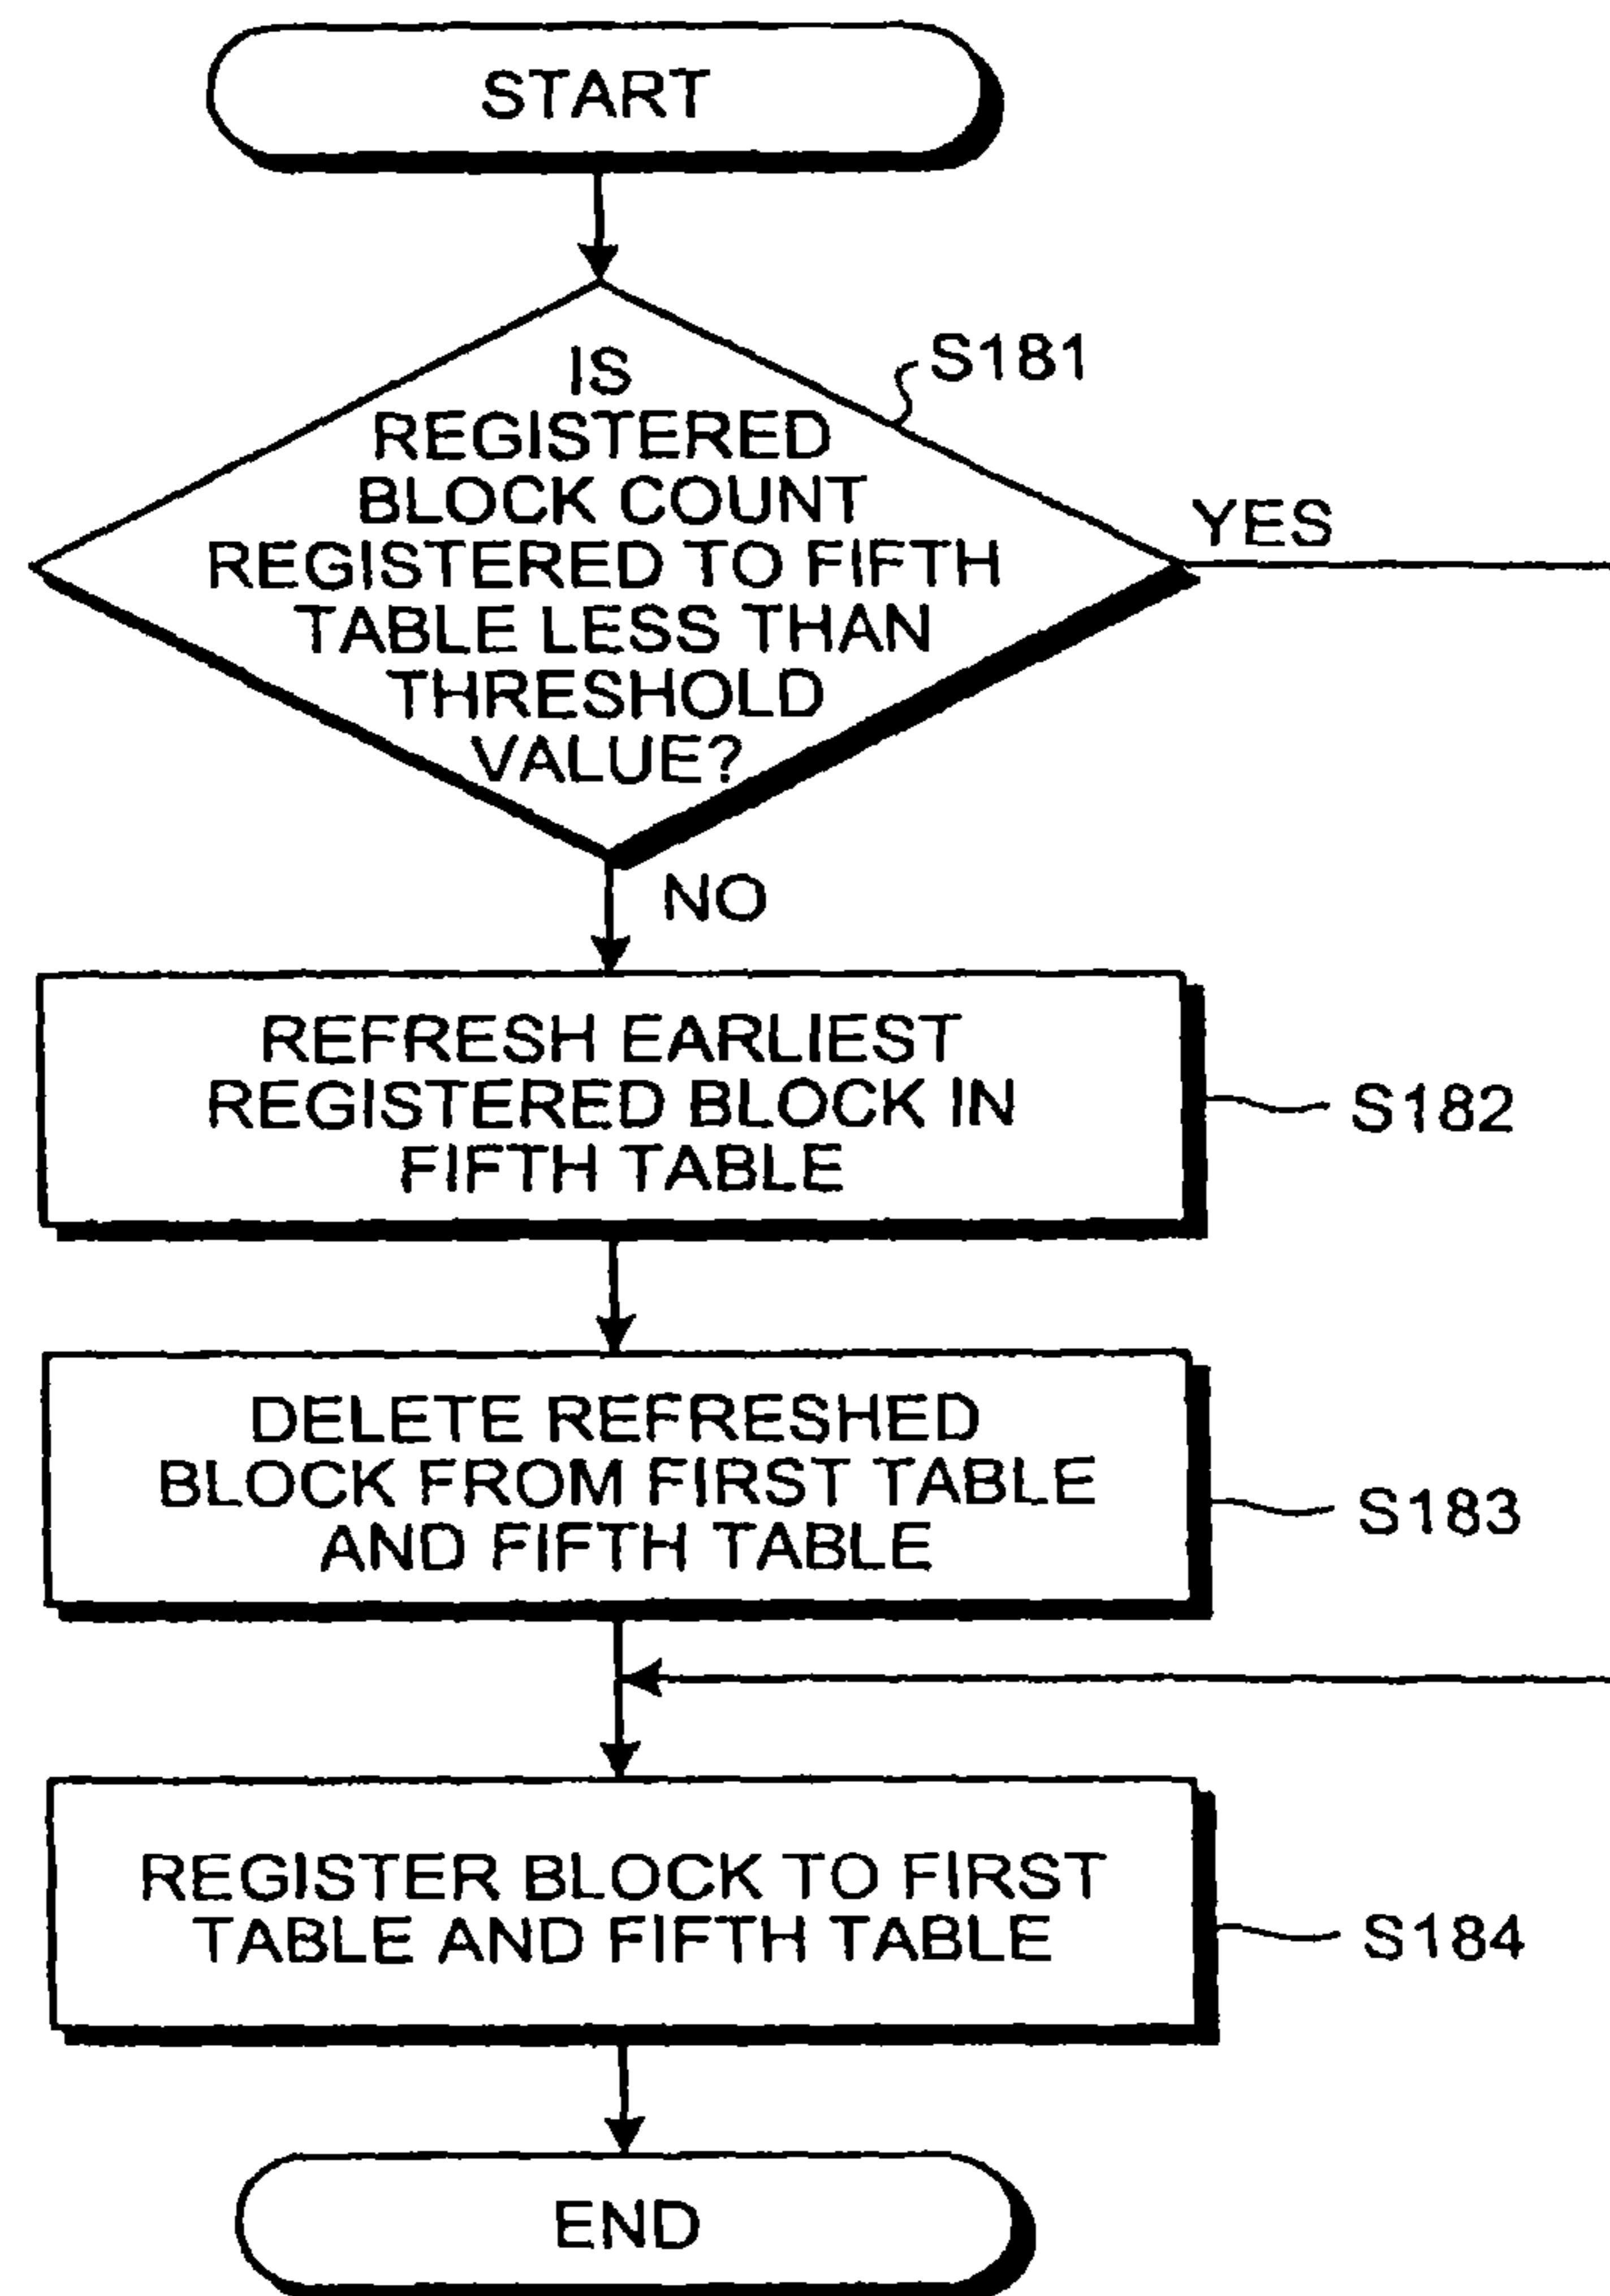 START
IS
REGISTERED
BLOCK COUNT
REGISTERED TO FIFTH
TABLE LESS THAN
THRESHOLD
VALUE?
S181
YES
NO
REFRESH EARLIEST
REGISTERED BLOCK IN
FIFTH TABLE
S182
DELETE REFRESHED
BLOCK FROM FIRST TABLE
AND FIFTH TABLE
S183
REGISTER BLOCK TO FIRST
TABLE AND FIFTH TABLE
S184
END